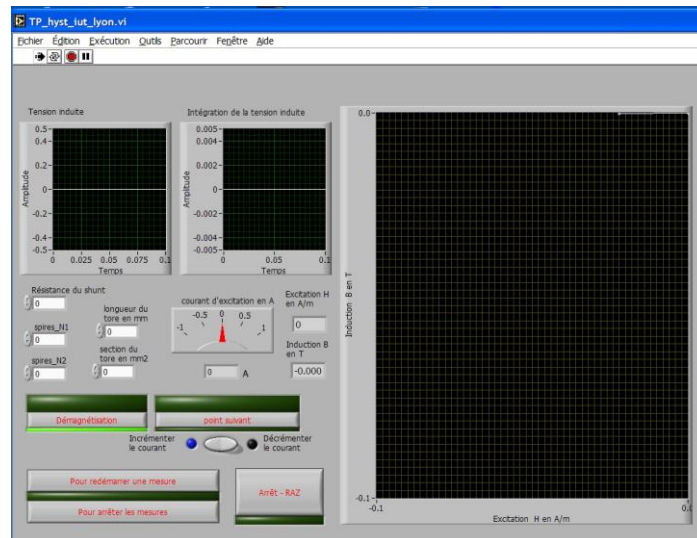 TP_hyst_iut_lyon.vi
Fichier Édition Exécution Outils Parcourir Fenêtre Aide
Tension induite
0.5
0.4
0.2
0
-0.2
-0.4
-0.5
Amplitude
0 0.025 0.05 0.075 0.1
Temps
Intégration de la tension induite
0.005
0.004
0.002
0
-0.002
-0.004
-0.005
Amplitude
0 0.05 0.1
Temps
Résistance du shunt
0
spires_N1
0
spires_N2
0
longueur du
tore en mm
0
section du
tore en mm2
0
courant d'excitation en A
-1 -0.5 0 0.5 1
0 A
Excitation H
en A/m
0
Induction B
en T
-0.000
Démagnétisation
point suivant
Incrémenter
le courant
Décrémenter
le courant
Pour redémarrer une mesure
Pour arrêter les mesures
Arrêt - RAZ
0.0
Induction B en T
-0.1
-0.1 0.0
Excitation H en A/m